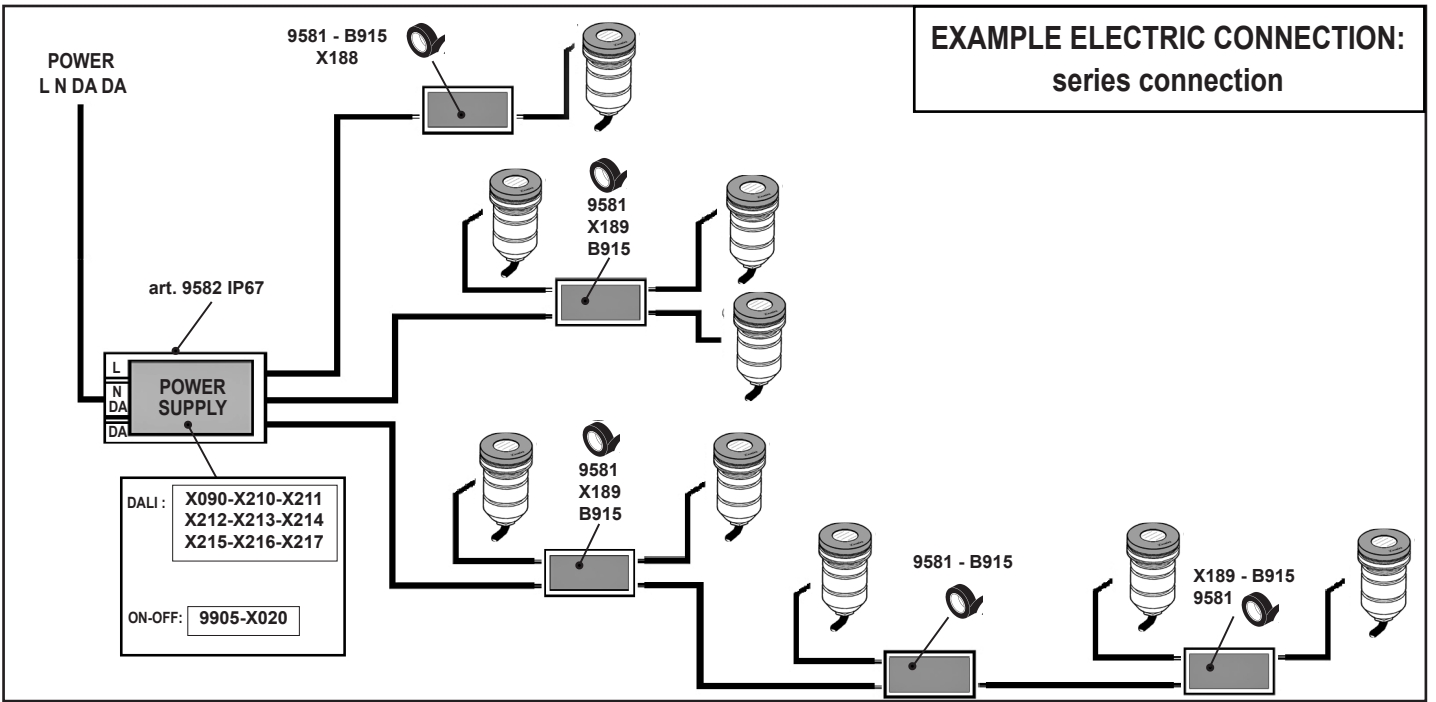 EXAMPLE ELECTRIC CONNECTION:
series connection
POWER
L N DA DA
9581 - B915
X188
9581
X189
B915
art. 9582 IP67
L
N
DA
DA
POWER
SUPPLY
DALI :
X090-X210-X211
X212-X213-X214
X215-X216-X217
ON-OFF:
9905-X020
9581
X189
B915
9581 - B915
X189 - B915
9581